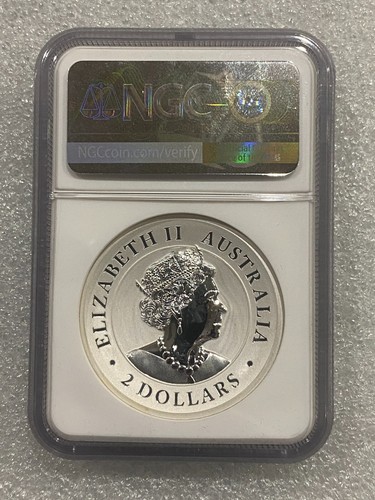 NGC
NGCcoin.com/verify
ELIZABETH II AUSTRALIA
• 2 DOLLARS •